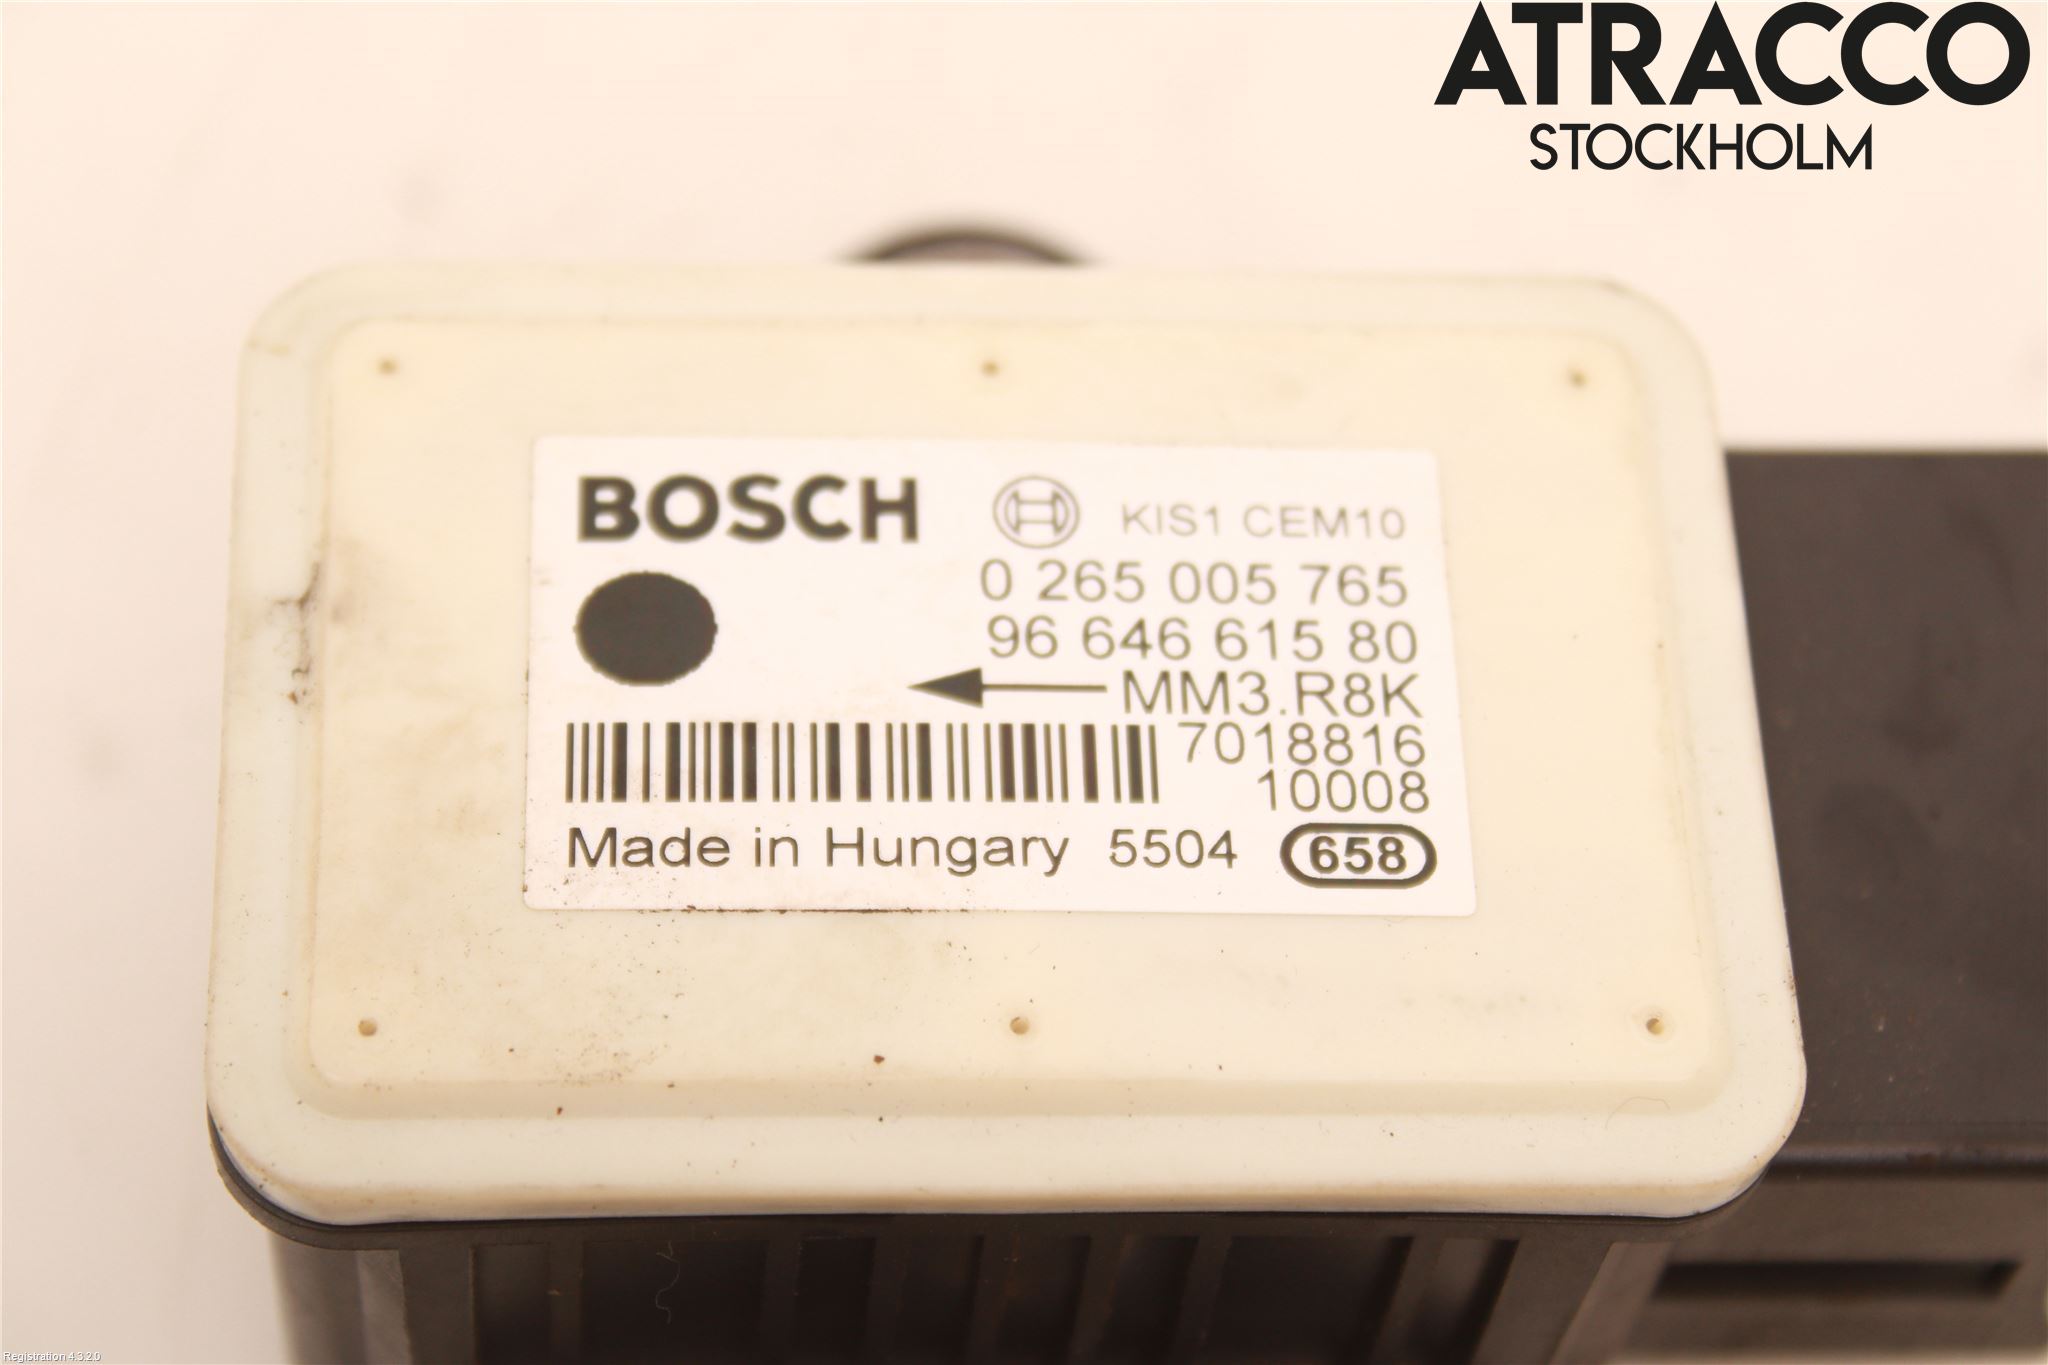 ATRACCO
STOCKHOLM
BOSCH KIS1 CEM10
0 265 005 765
96 646 615 80
MM3.R8K
7018816
10008
Made in Hungary 5504 658
Registration 4.3.2.0